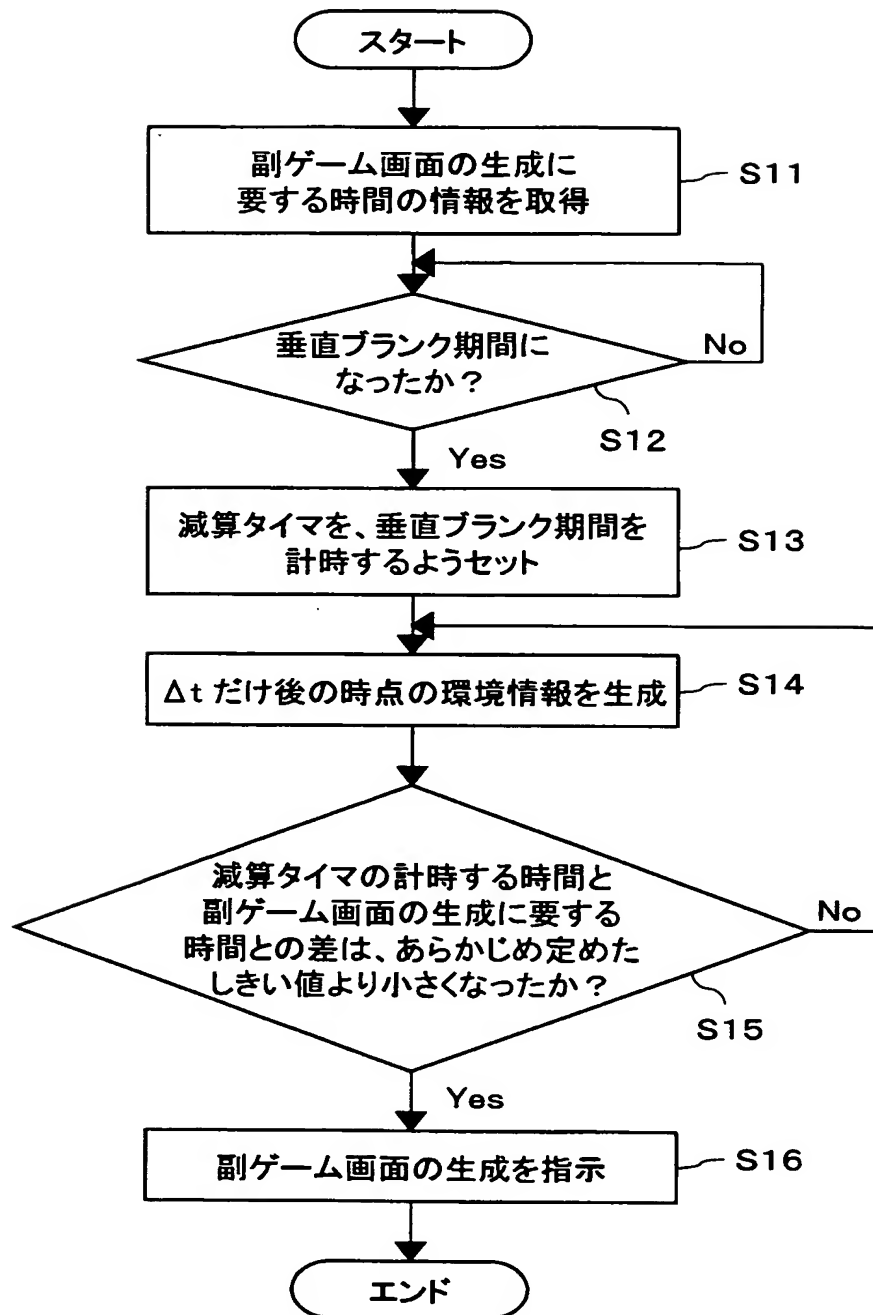 スタート
副ゲーム画面の生成に
要する時間の情報を取得
S11
垂直ブランク期間に
なったか？
No
S12
Yes
減算タイマを、垂直ブランク期間を
計時するようセット
S13
Δtだけ後の時点の環境情報を生成
S14
減算タイマの計時する時間と
副ゲーム画面の生成に要する
時間との差は、あらかじめ定めた
しきい値より小さくなったか？
No
S15
Yes
副ゲーム画面の生成を指示
S16
エンド